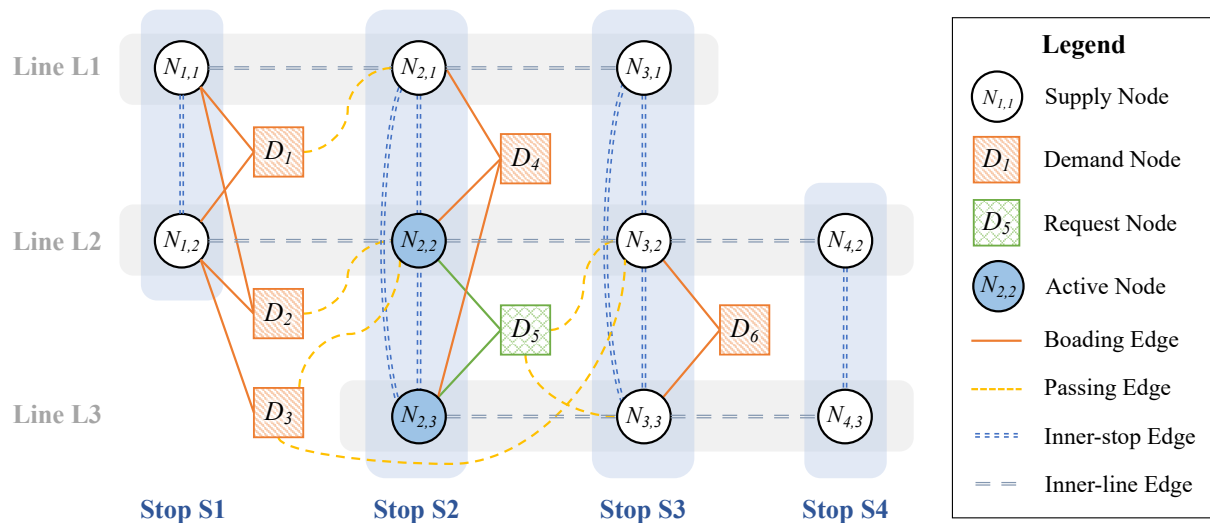 Line L1
N1,1
N2,1
N3,1
D1
D4
Line L2
N1,2
N2,2
N3,2
N4,2
D2
D5
D6
Line L3
D3
N2,3
N3,3
N4,3
Stop S1
Stop S2
Stop S3
Stop S4
Legend
N1,1 Supply Node
D1 Demand Node
D5 Request Node
N2,2 Active Node
Boading Edge
Passing Edge
Inner-stop Edge
Inner-line Edge